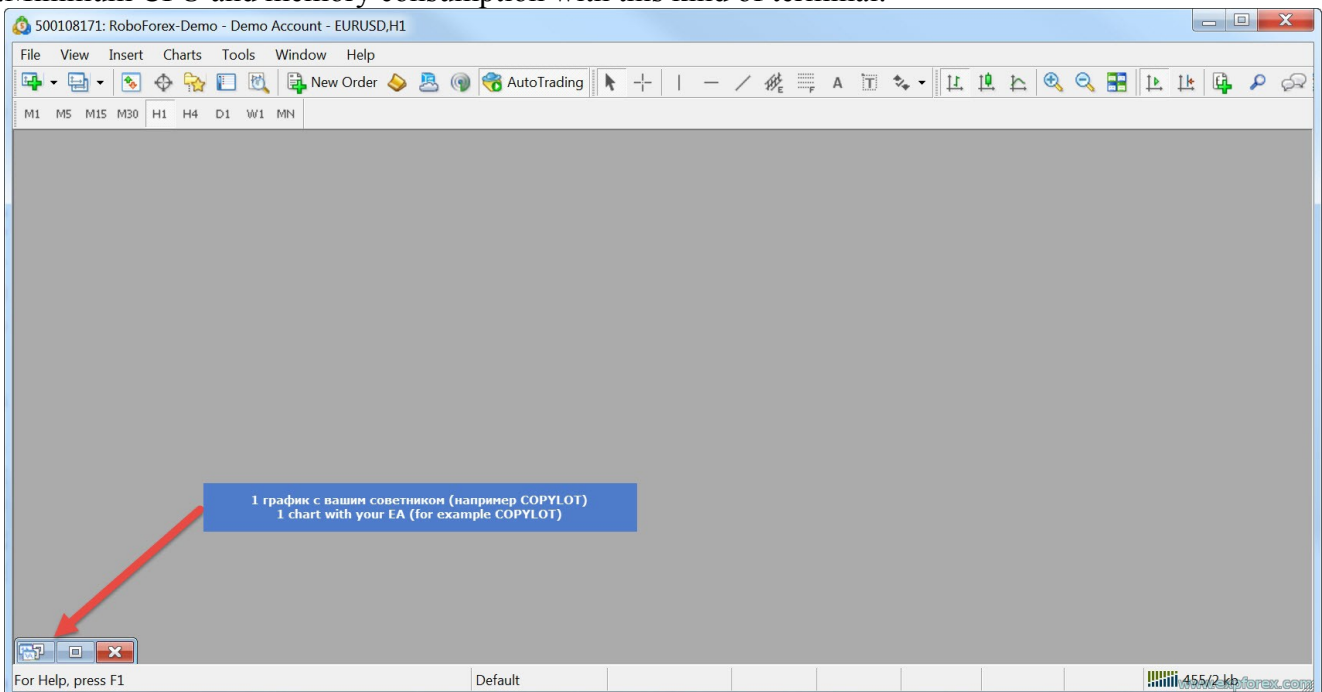 Minimum CPU and memory consumption with this kind of terminal.
500108171: RoboForex-Demo - Demo Account - EURUSD,H1
File View Insert Charts Tools Window Help
New Order AutoTrading A T
M1 M5 M15 M30 H1 H4 D1 W1 MN
1 график с вашим советником (например COPYLOT)
1 chart with your EA (for example COPYLOT)
For Help, press F1 Default 455/2 kb
www.expforex.com